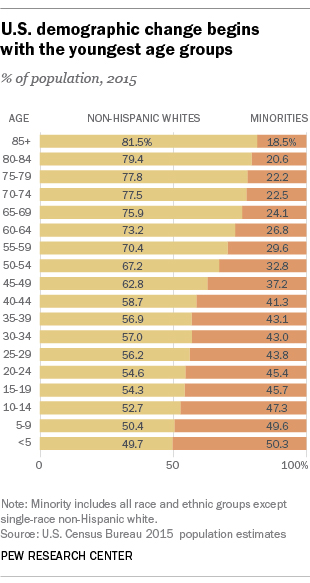 U.S. demographic change begins
with the youngest age groups
% of population, 2015
AGE NON-HISPANIC WHITES MINORITIES
85+ 81.5% 18.5%
80-84 79.4 20.6
75-79 77.8 22.2
70-74 77.5 22.5
65-69 75.9 24.1
60-64 73.2 26.8
55-59 70.4 29.6
50-54 67.2 32.8
45-49 62.8 37.2
40-44 58.7 41.3
35-39 56.9 43.1
30-34 57.0 43.0
25-29 56.2 43.8
20-24 54.6 45.4
15-19 54.3 45.7
10-14 52.7 47.3
5-9 50.4 49.6
<5 49.7 50.3
0 50 100%
Note: Minority includes all race and ethnic groups except
single-race non-Hispanic white.
Source: U.S. Census Bureau 2015 population estimates
PEW RESEARCH CENTER